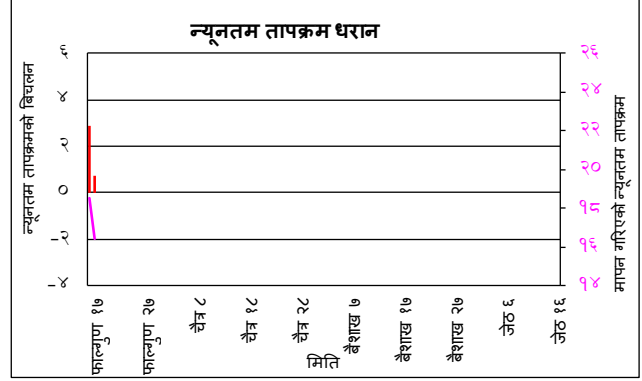 न्यूनतम तापक्रम धरान
न्यूनतम तापक्रमको बिचलन
६
४
२
०
-२
-४
२६
२४
२२
२०
१८
१६
१४
मापन गरिएको न्यूनतम तापक्रम
फाल्गुण १७
फाल्गुण २७
चैत्र ८
चैत्र १८
चैत्र २८
बैशाख ७
बैशाख १७
बैशाख २७
जेठ ६
जेठ १६
मिति